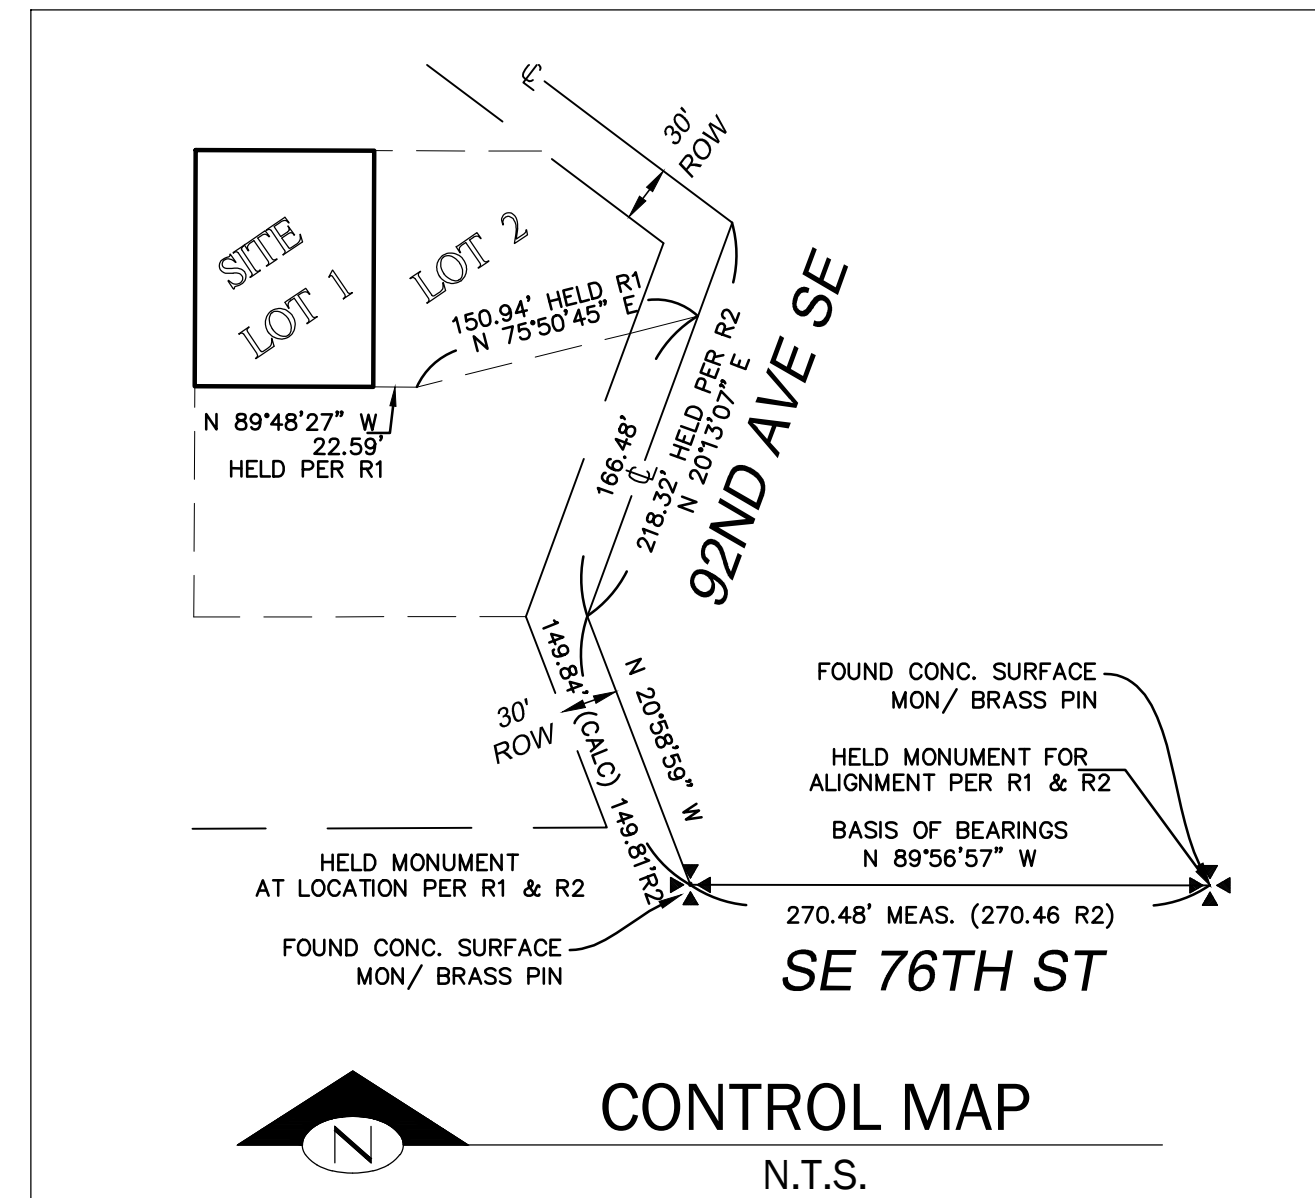 ℄
30'
ROW
SITE
LOT 1
LOT 2
150.94' HELD R1
N 75°50'45" E
N 89°48'27" W
22.59'
HELD PER R1
166.48'
℄
218.32' HELD PER R2
N 20°13'07" E
92ND AVE SE
149.84' (CALC) 149.81'R2
N 20°58'59" W
30'
ROW
FOUND CONC. SURFACE
MON/ BRASS PIN
HELD MONUMENT FOR
ALIGNMENT PER R1 & R2
BASIS OF BEARINGS
N 89°56'57" W
HELD MONUMENT
AT LOCATION PER R1 & R2
270.48' MEAS. (270.46 R2)
FOUND CONC. SURFACE
MON/ BRASS PIN
SE 76TH ST
N
CONTROL MAP
N.T.S.